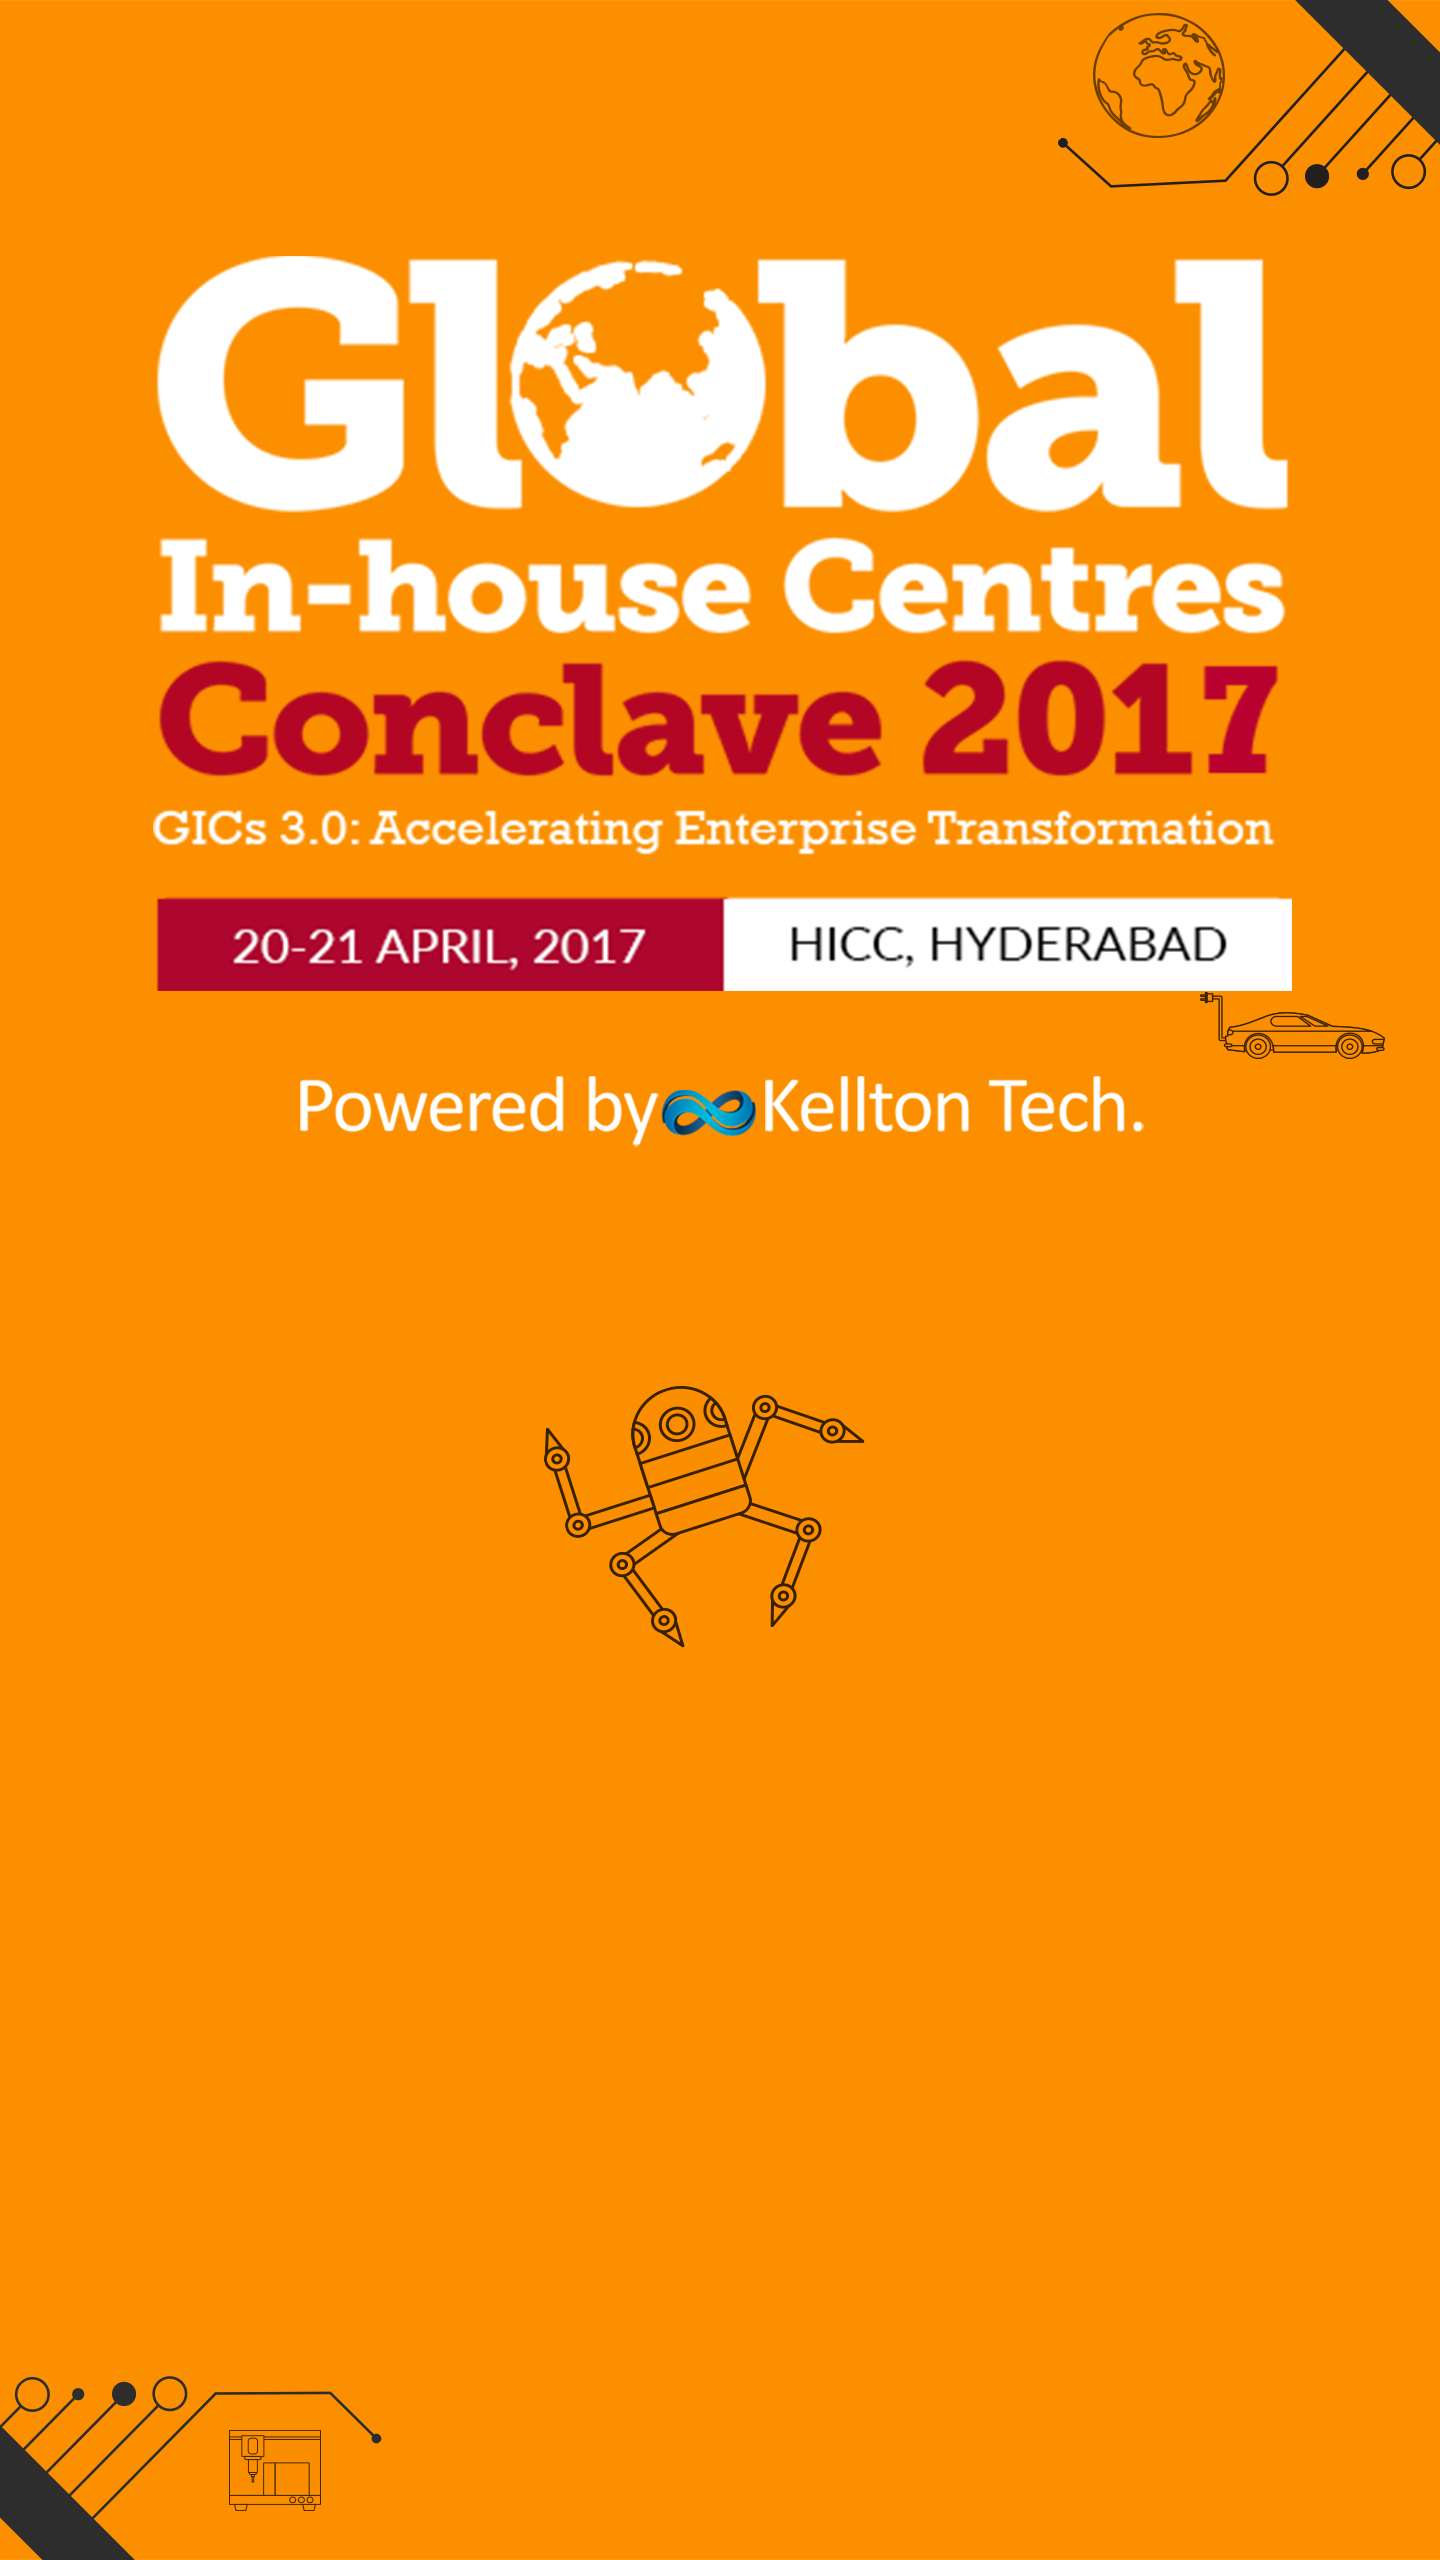 Global
In-house Centres
Conclave 2017
GICs 3.0: Accelerating Enterprise Transformation
20-21 APRIL, 2017 HICC, HYDERABAD
Powered by Kellton Tech.